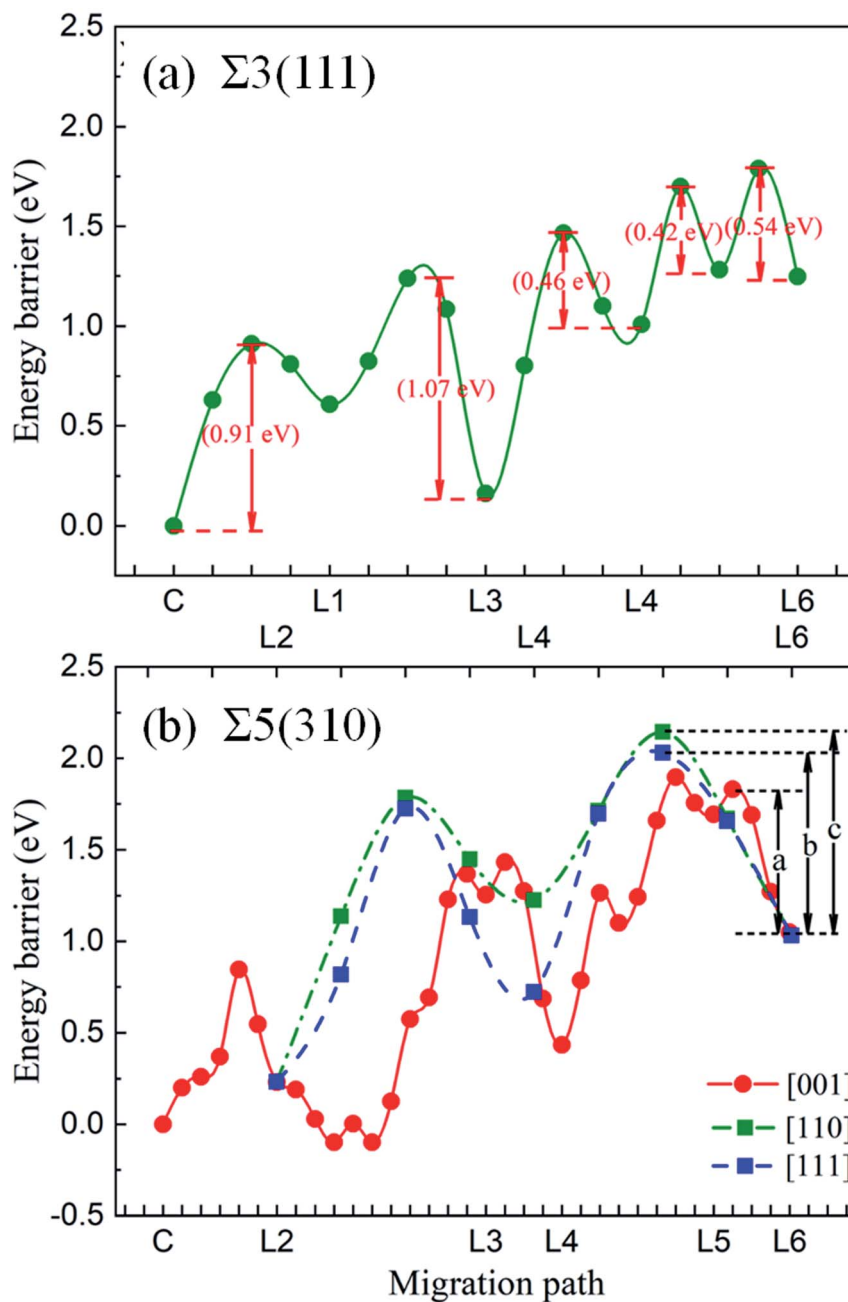 2.5
(a) Σ3(111)
2.0
1.5
1.0
0.5
0.0
Energy barrier (eV)
(0.91 eV)
(1.07 eV)
(0.46 eV)
(0.42 eV)
(0.54 eV)
C L1 L3 L4 L6
L2 L4 L6
2.5
(b) Σ5(310)
2.0
1.5
1.0
0.5
0.0
-0.5
Energy barrier (eV)
a
b
c
[001]
[110]
[111]
C L2 L3 L4 L5 L6
Migration path